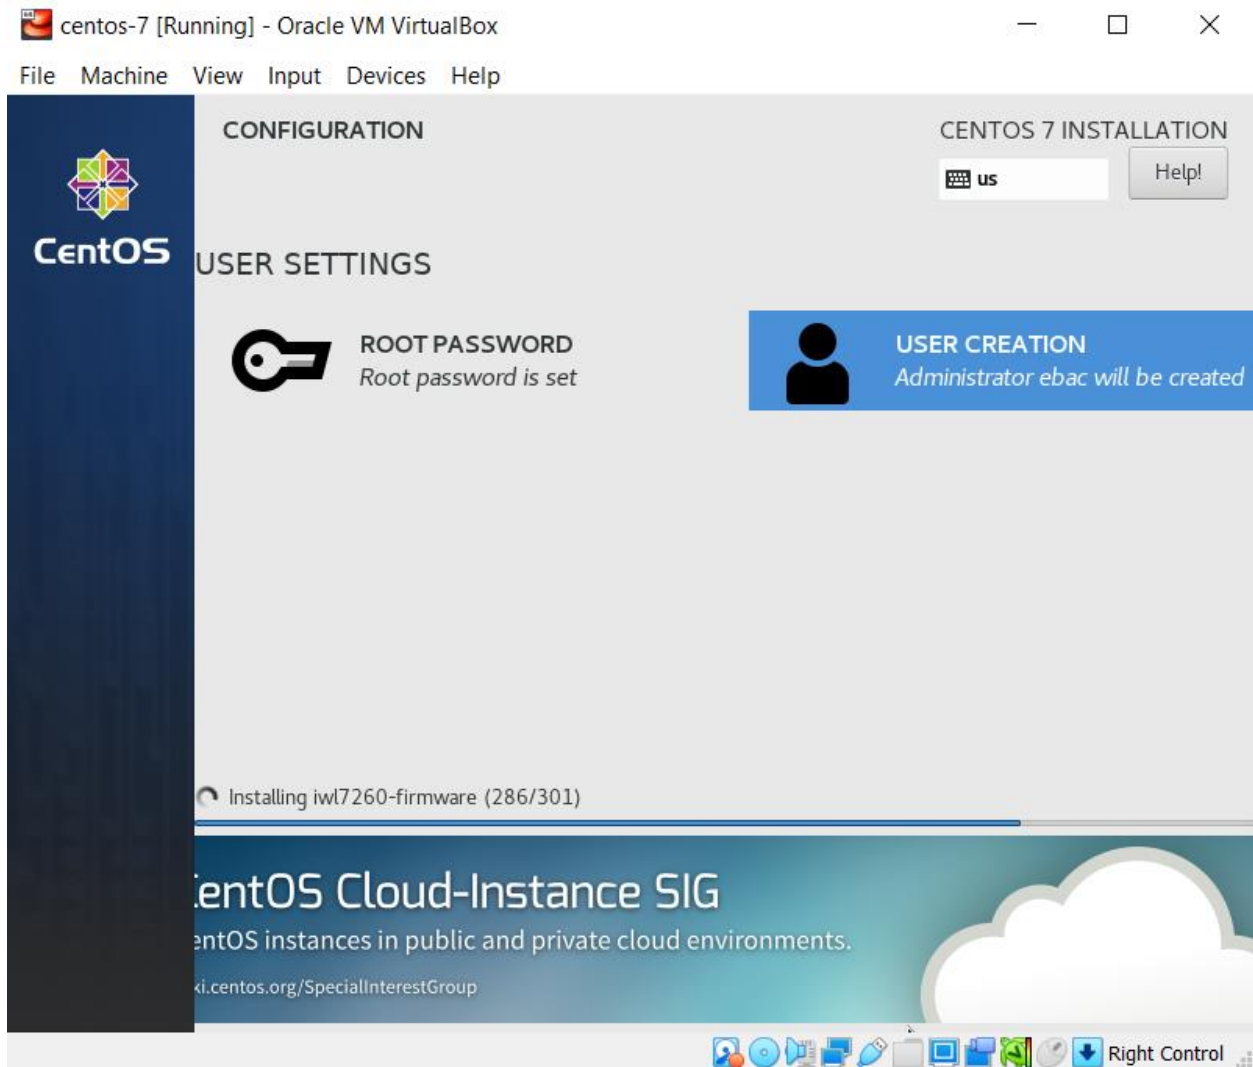 centos-7 [Running] - Oracle VM VirtualBox
File Machine View Input Devices Help
CONFIGURATION
CENTOS 7 INSTALLATION
us
Help!
CentOS
USER SETTINGS
ROOT PASSWORD
Root password is set
USER CREATION
Administrator ebac will be created
Installing iwl7260-firmware (286/301)
entOS Cloud-Instance SIG
entOS instances in public and private cloud environments.
ki.centos.org/SpecialInterestGroup
Right Control